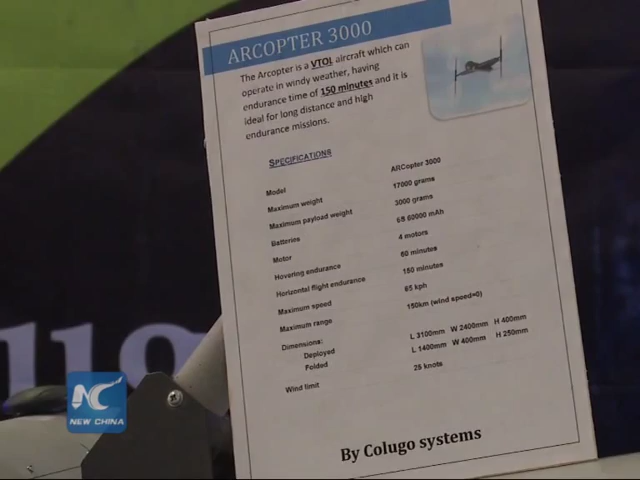 ARCOPTER 3000
The Arcopter is a VTOL aircraft which can
operate in windy weather, having
endurance time of 150 minutes and it is
ideal for long distance and high
endurance missions.
SPECIFICATIONS
Model ARCopter 3000
Maximum weight 17000 grams
Maximum payload weight 3000 grams
Batteries 6S 60000 mAh
Motor 4 motors
Hovering endurance 60 minutes
Horizontal flight endurance 150 minutes
Maximum speed 85 kph
Maximum range 150km (wind speed=0)
Dimensions:
Deployed L 3100mm W 2400mm H 400mm
Folded L 1400mm W 400mm H 250mm
Wind limit 25 knots
By Colugo systems
NEW CHINA